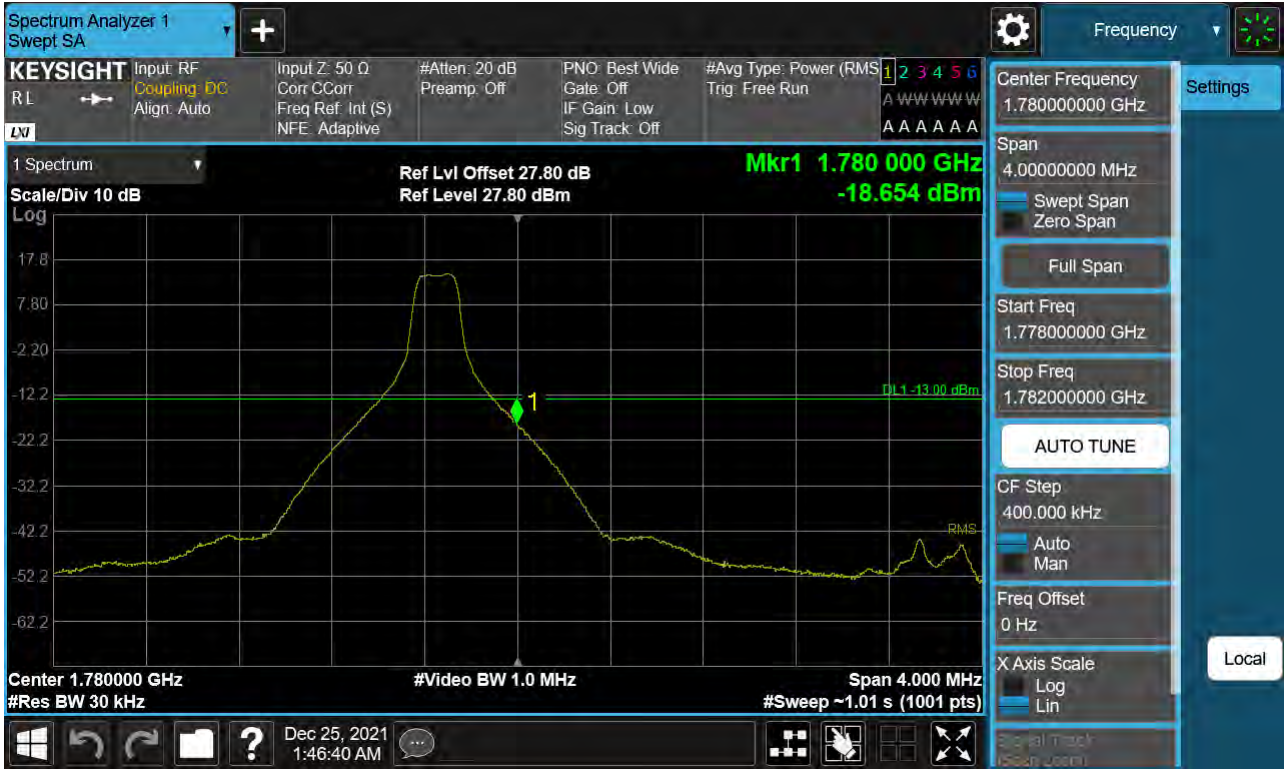 Spectrum Analyzer 1
Swept SA
+
Frequency
KEYSIGHT
RL
LXI
Input: RF
Coupling: DC
Align: Auto
Input Z: 50 Ω
Corr CCorr
Freq Ref: Int (S)
NFE: Adaptive
#Atten: 20 dB
Preamp: Off
PNO: Best Wide
Gate: Off
IF Gain: Low
Sig Track: Off
#Avg Type: Power (RMS
Trig: Free Run
1 2 3 4 5 6
A W W W W W
A A A A A A
1 Spectrum
Scale/Div 10 dB
Log
Ref Lvl Offset 27.80 dB
Ref Level 27.80 dBm
Mkr1 1.780 000 GHz
-18.654 dBm
17.8
7.80
-2.20
-12.2
-22.2
-32.2
-42.2
-52.2
-62.2
DL1 -13.00 dBm
1
RMS
Center 1.780000 GHz
#Res BW 30 kHz
#Video BW 1.0 MHz
Span 4.000 MHz
#Sweep ~1.01 s (1001 pts)
Center Frequency
1.780000000 GHz
Settings
Span
4.00000000 MHz
Swept Span
Zero Span
Full Span
Start Freq
1.778000000 GHz
Stop Freq
1.782000000 GHz
AUTO TUNE
CF Step
400.000 kHz
Auto
Man
Freq Offset
0 Hz
X Axis Scale
Log
Lin
Local
Signal Track
(Span Zoom)
?
Dec 25, 2021
1:46:40 AM